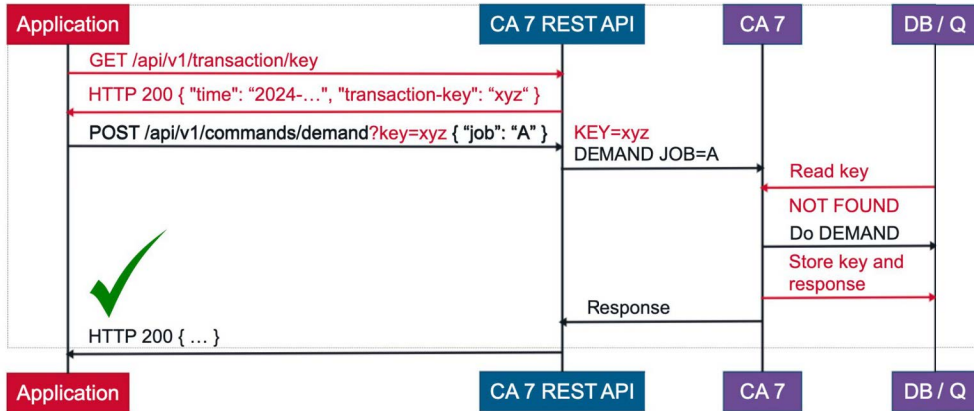 Application CA 7 REST API CA 7 DB / Q
GET /api/v1/transaction/key
HTTP 200 { "time": “2024-…", "transaction-key": “xyz“ }
POST /api/v1/commands/demand?key=xyz { “job": “A" }
KEY=xyz
DEMAND JOB=A
Read key
NOT FOUND
Do DEMAND
Store key and
response
Response
HTTP 200 { … }
Application CA 7 REST API CA 7 DB / Q